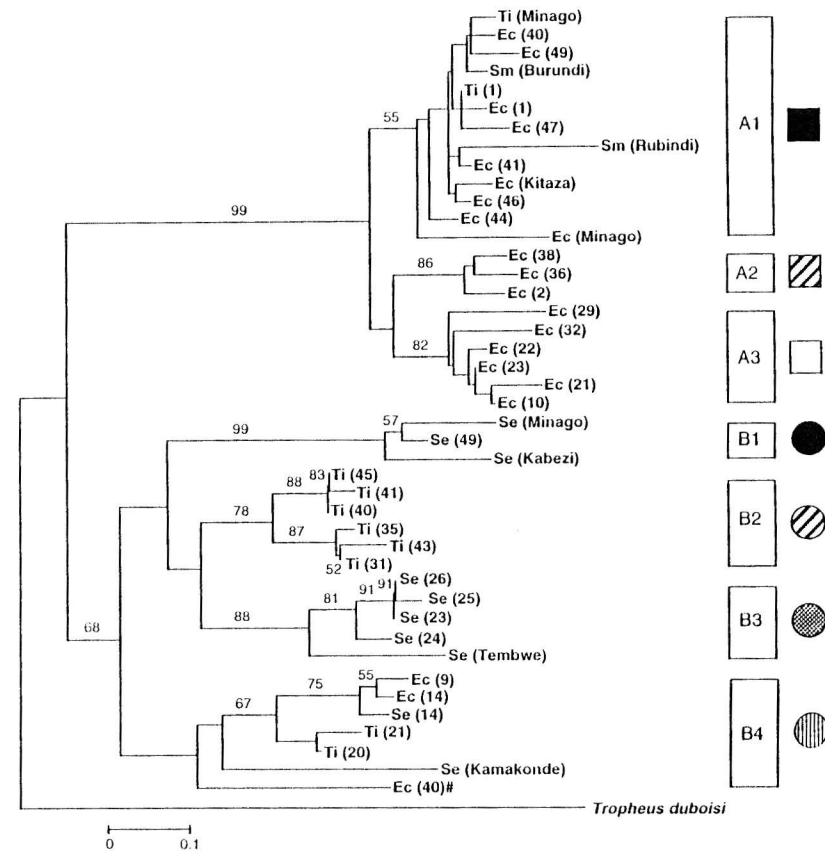 Ti (Minago)
Ec (40)
Ec (49)
Sm (Burundi)
Ti (1)
55
A1
Ec (1)
Ec (47)
Sm (Rubindi)
Ec (41)
Ec (Kitaza)
Ec (46)
99
Ec (44)
Ec (Minago)
Ec (38)
86
Ec (36)
A2
Ec (2)
Ec (29)
Ec (32)
82
Ec (22)
A3
Ec (23)
Ec (21)
Ec (10)
57
Se (Minago)
99
Se (49)
B1
Se (Kabezi)
88
83
Ti (45)
Ti (41)
78
Ti (40)
B2
87
Ti (35)
Ti (43)
52
Ti (31)
91
91
Se (26)
81
Se (25)
88
Se (23)
B3
68
Se (24)
Se (Tembwe)
55
Ec (9)
75
Ec (14)
67
Se (14)
Ti (21)
B4
Ti (20)
Se (Kamakonde)
Ec (40)#
Tropheus duboisi
0 0.1